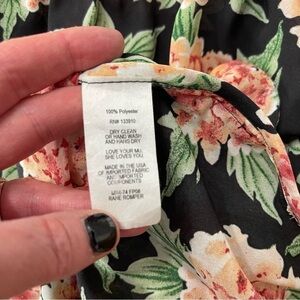 100% Polyester
RN# 133910
DRY CLEAN
OR HAND WASH
AND HANG DRY
LOVE YOUR MU,
SHE LOVES YOU.
MADE IN THE USA
OF IMPORTED FABRIC
AND IMPORTED
COMPONENTS
RAHE ROMPER